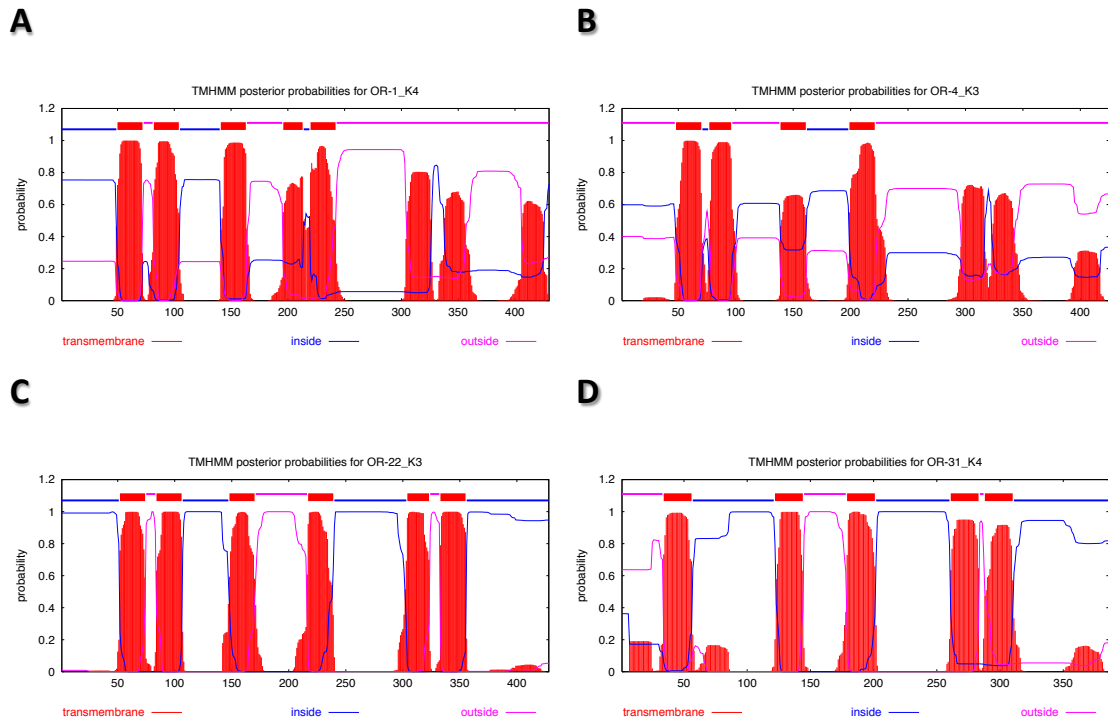 A
B
TMHMM posterior probabilities for OR-1_K4
1.2
1
0.8
0.6
0.4
0.2
0
probability
50 100 150 200 250 300 350 400
transmembrane inside outside
TMHMM posterior probabilities for OR-4_K3
1.2
1
0.8
0.6
0.4
0.2
0
probability
50 100 150 200 250 300 350 400
transmembrane inside outside
C
D
TMHMM posterior probabilities for OR-22_K3
1.2
1
0.8
0.6
0.4
0.2
0
probability
50 100 150 200 250 300 350 400
transmembrane inside outside
TMHMM posterior probabilities for OR-31_K4
1.2
1
0.8
0.6
0.4
0.2
0
probability
50 100 150 200 250 300 350
transmembrane inside outside